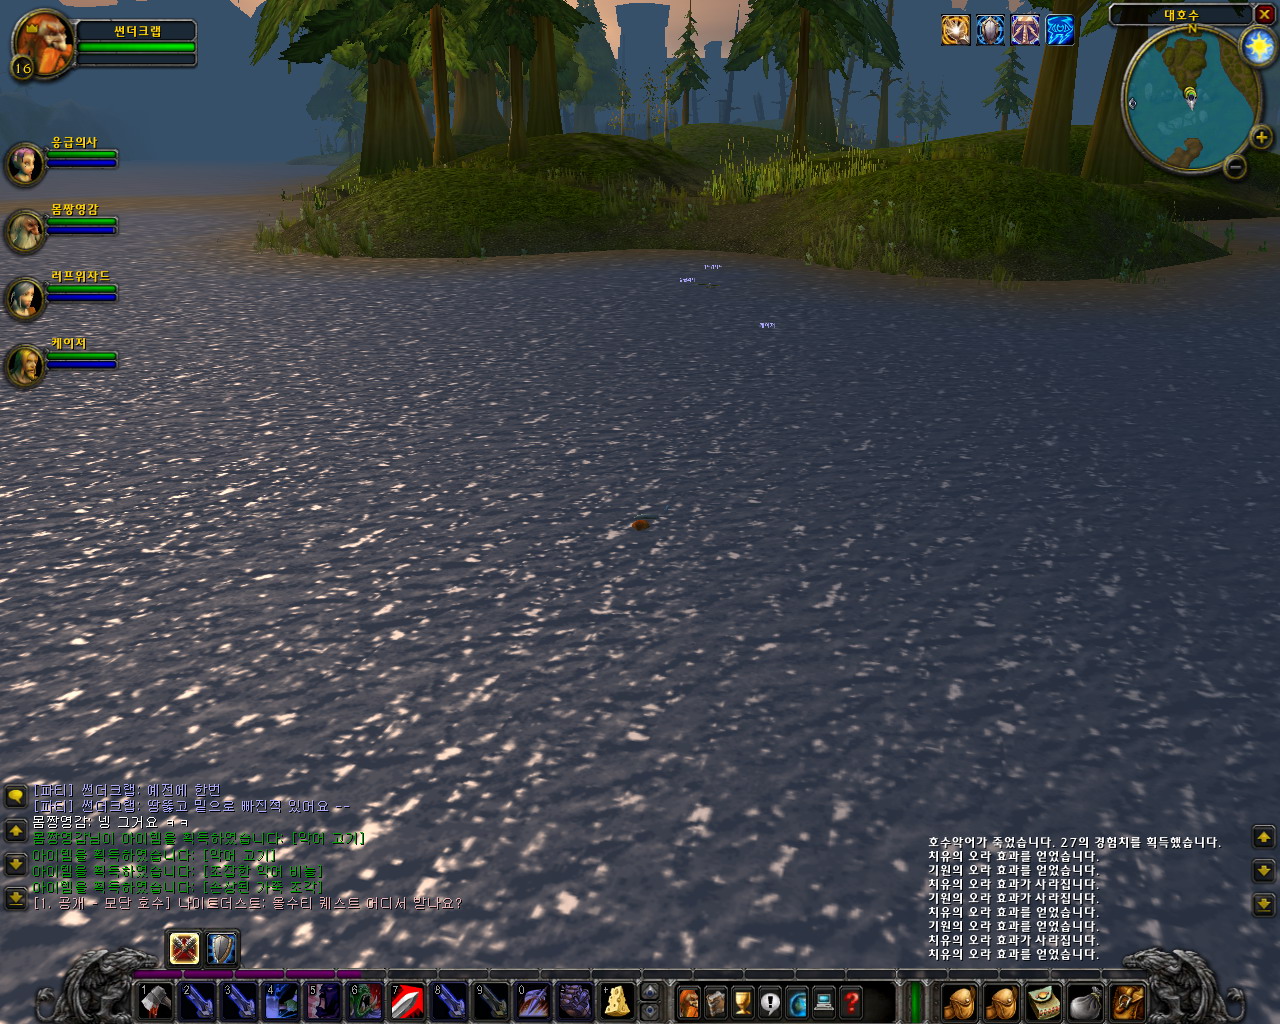 썬더크랩
16
대호수
N
응급의사
몸짱영감
러프위자드
케이저
케이저
[파티] 썬더크랩: 예전에 한번
[파티] 썬더크랩: 땅뚫고 밑으로 빠진적 있어요 --
몸짱영감: 넹 그거요 ㅋㅋ
몸짱영감님이 아이템을 획득하였습니다: [악어 고기]
아이템을 획득하였습니다: [악어 고기]
아이템을 획득하였습니다: [조잡한 악어 비늘]
아이템을 획득하였습니다: [손상된 가죽 조각]
[1. 공개 - 모단 호수] 나이트더스트: 울수티 퀘스트 어디서 받나요?
호수악어가 죽었습니다. 27의 경험치를 획득했습니다.
치유의 오라 효과를 얻었습니다.
기원의 오라 효과를 얻었습니다.
치유의 오라 효과가 사라집니다.
기원의 오라 효과가 사라집니다.
치유의 오라 효과를 얻었습니다.
기원의 오라 효과를 얻었습니다.
치유의 오라 효과가 사라집니다.
치유의 오라 효과를 얻었습니다.
1 2 3 4 5 6 7 8 9 0 - +